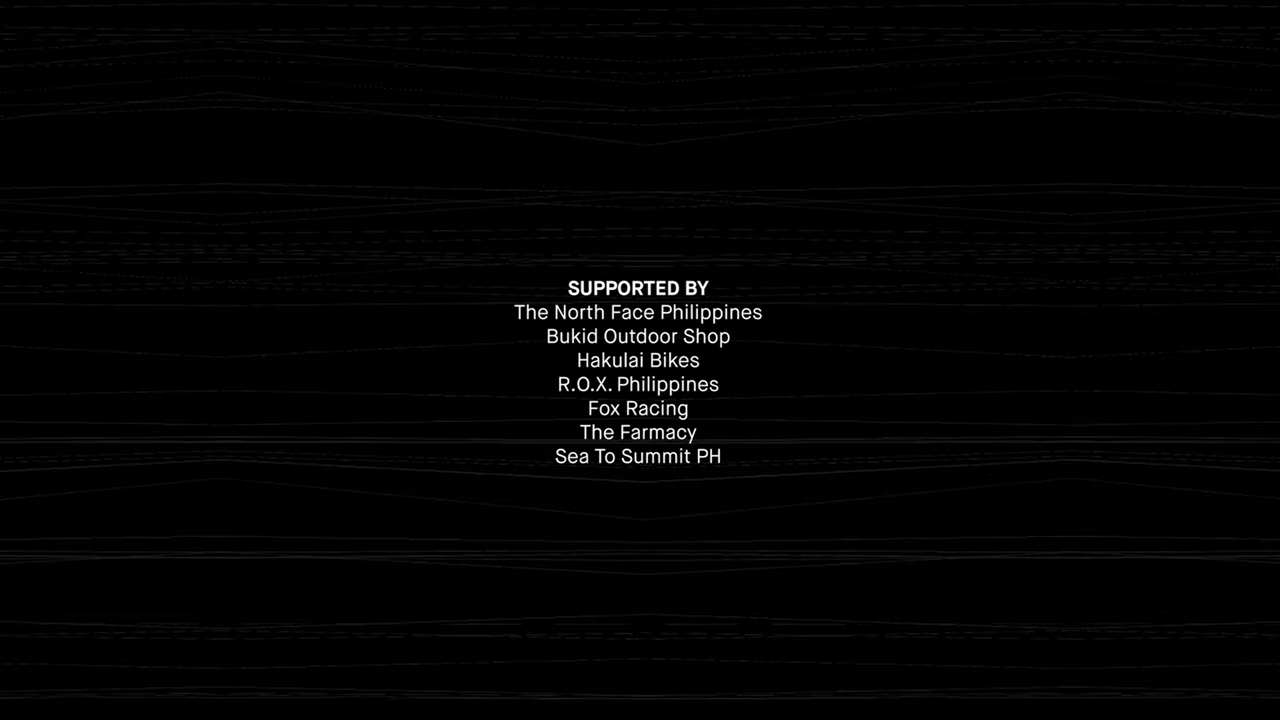 SUPPORTED BY
The North Face Philippines
Bukid Outdoor Shop
Hakulai Bikes
R.O.X. Philippines
Fox Racing
The Farmacy
Sea To Summit PH